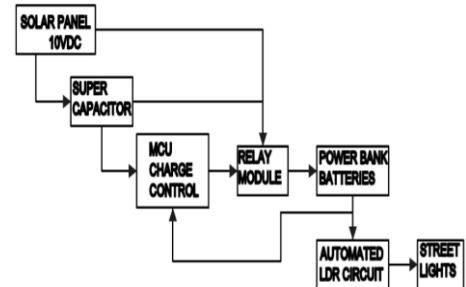 SOLAR PANEL
10VDC
SUPER
CAPACITOR
MCU
CHARGE
CONTROL
RELAY
MODULE
POWER BANK
BATTERIES
AUTOMATED
LDR CIRCUIT
STREET
LIGHTS